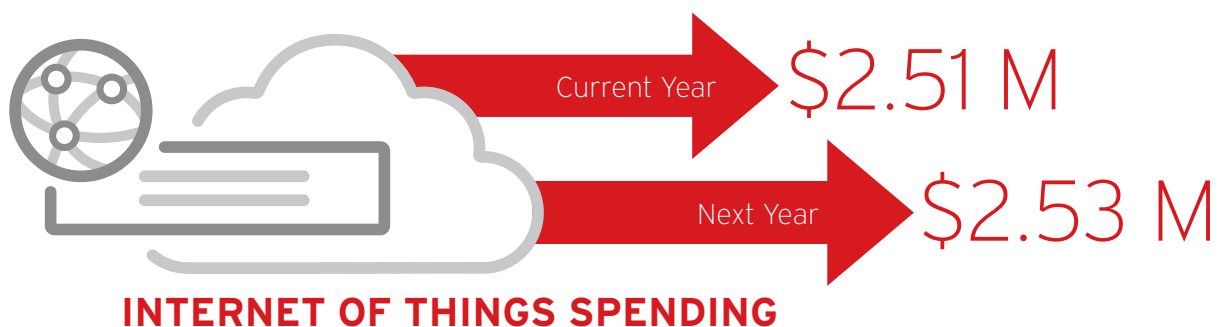 Current Year
$2.51 M
Next Year
$2.53 M
INTERNET OF THINGS SPENDING